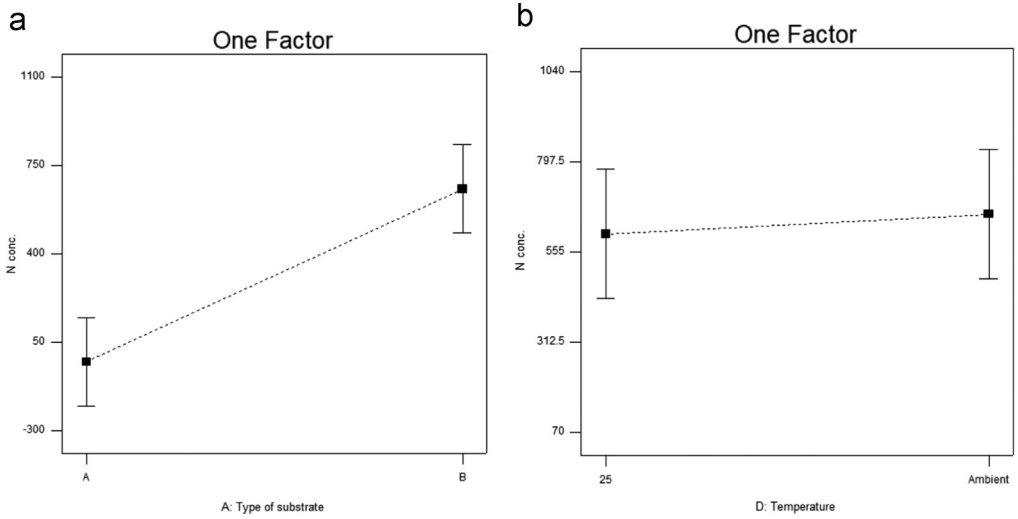 a
One Factor
1100
750
400
50
-300
N conc.
A
B
A: Type of substrate
b
One Factor
1040
797.5
555
312.5
70
N conc.
25
Ambient
D: Temperature